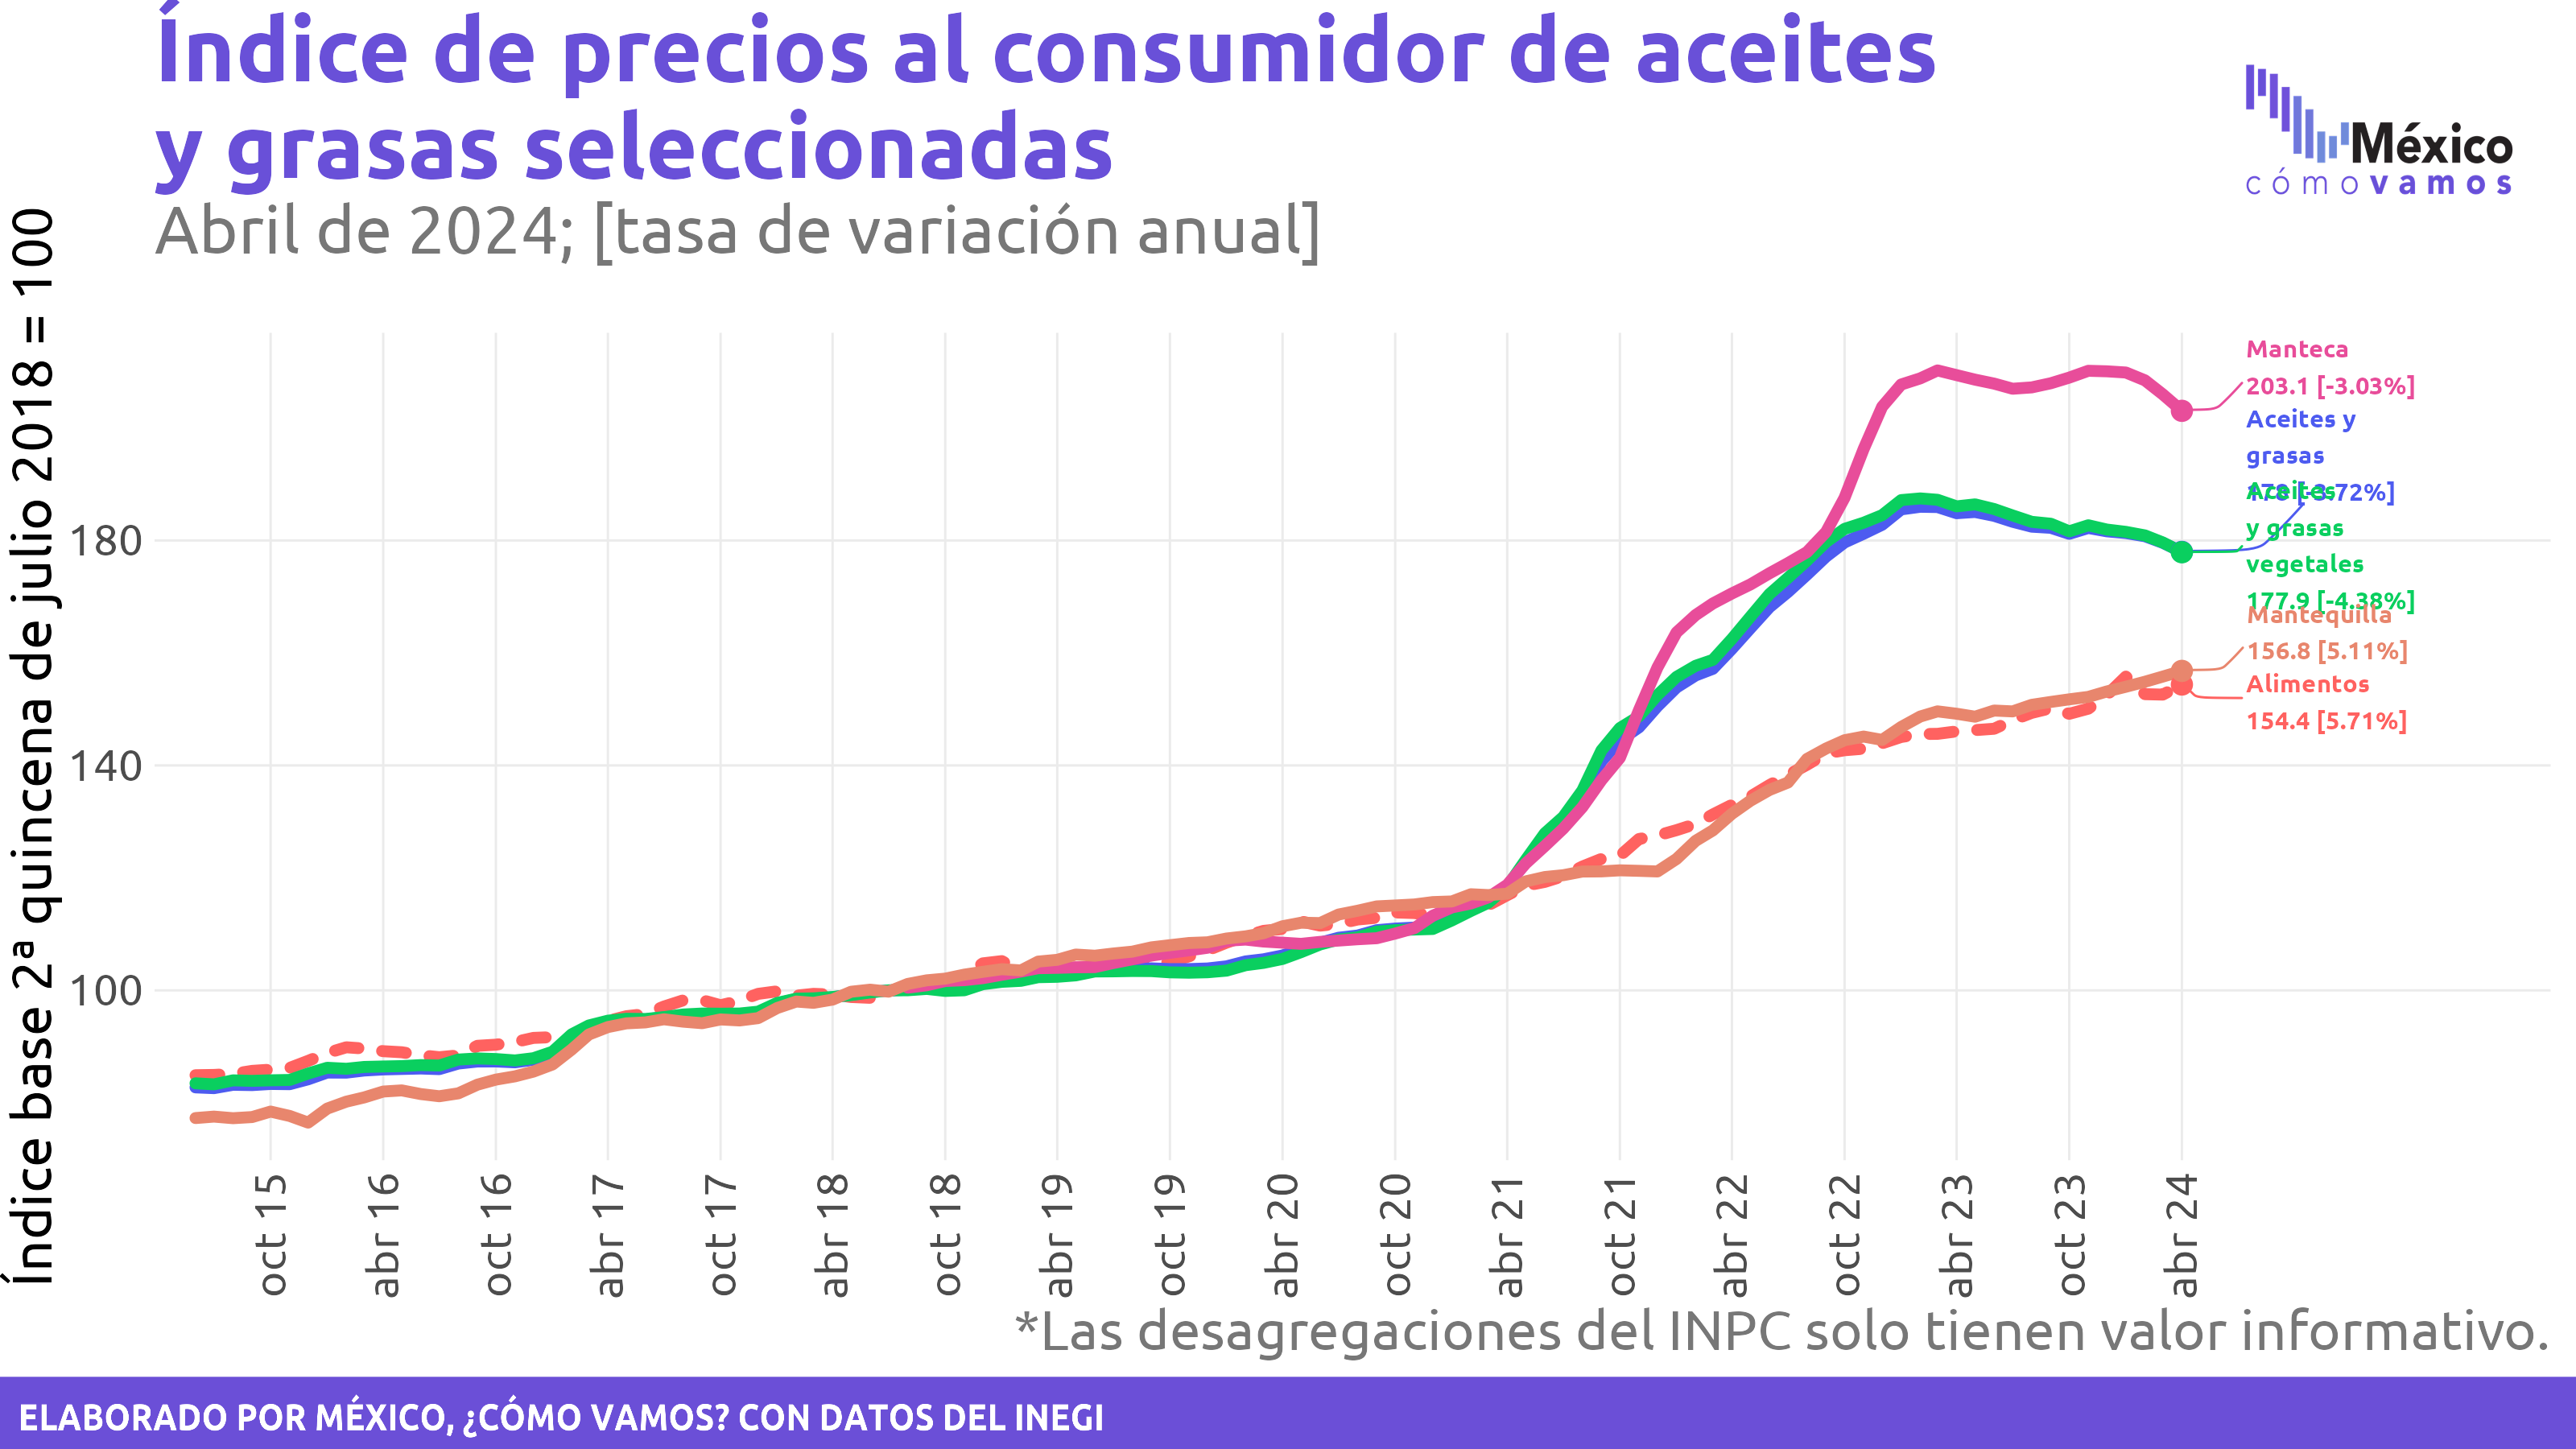 Índice de precios al consumidor de aceites
y grasas seleccionadas
Abril de 2024; [tasa de variación anual]
México
cómo vamos
Índice base 2ª quincena de julio 2018 = 100
180
140
100
Manteca
203.1 [-3.03%]
Aceites y
grasas
178 [-3.72%]
Aceites
y grasas
vegetales
177.9 [-4.38%]
Mantequilla
156.8 [5.11%]
Alimentos
154.4 [5.71%]
oct 15
abr 16
oct 16
abr 17
oct 17
abr 18
oct 18
abr 19
oct 19
abr 20
oct 20
abr 21
oct 21
abr 22
oct 22
abr 23
oct 23
abr 24
*Las desagregaciones del INPC solo tienen valor informativo.
ELABORADO POR MÉXICO, ¿CÓMO VAMOS? CON DATOS DEL INEGI